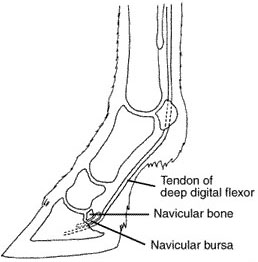 Tendon of
deep digital flexor
Navicular bone
Navicular bursa